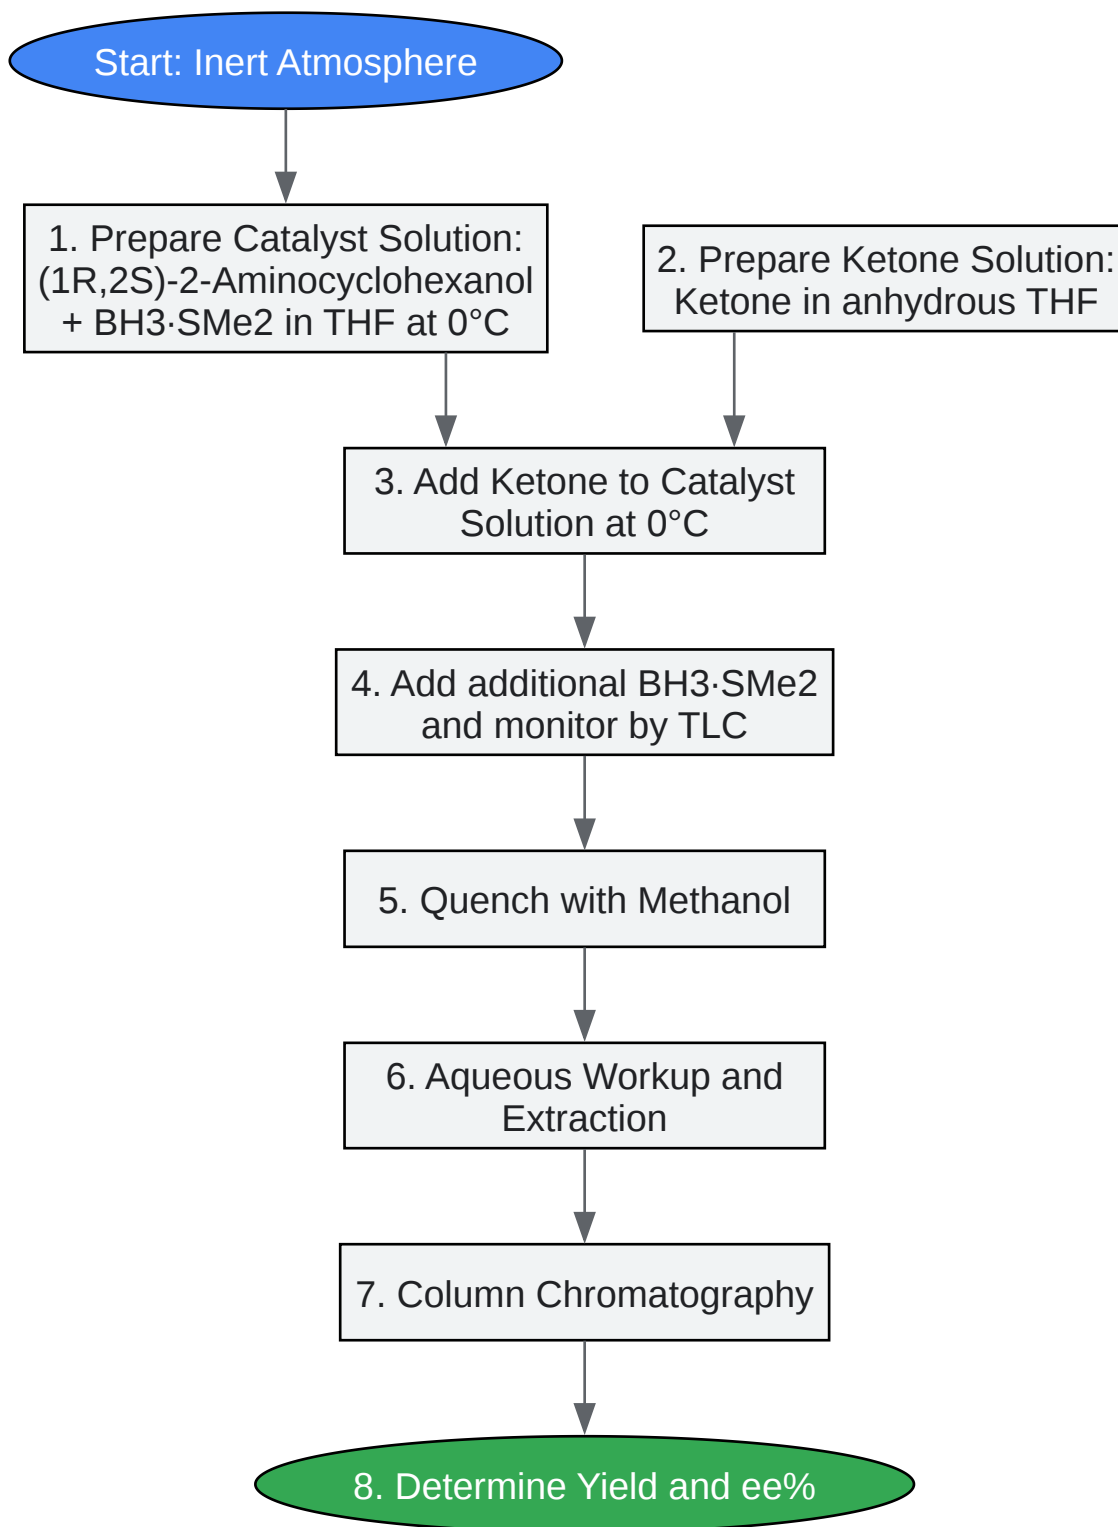 Start: Inert Atmosphere
1. Prepare Catalyst Solution:
(1R,2S)-2-Aminocyclohexanol
+ BH3·SMe2 in THF at 0°C
2. Prepare Ketone Solution:
Ketone in anhydrous THF
3. Add Ketone to Catalyst
Solution at 0°C
4. Add additional BH3·SMe2
and monitor by TLC
5. Quench with Methanol
6. Aqueous Workup and
Extraction
7. Column Chromatography
8. Determine Yield and ee%